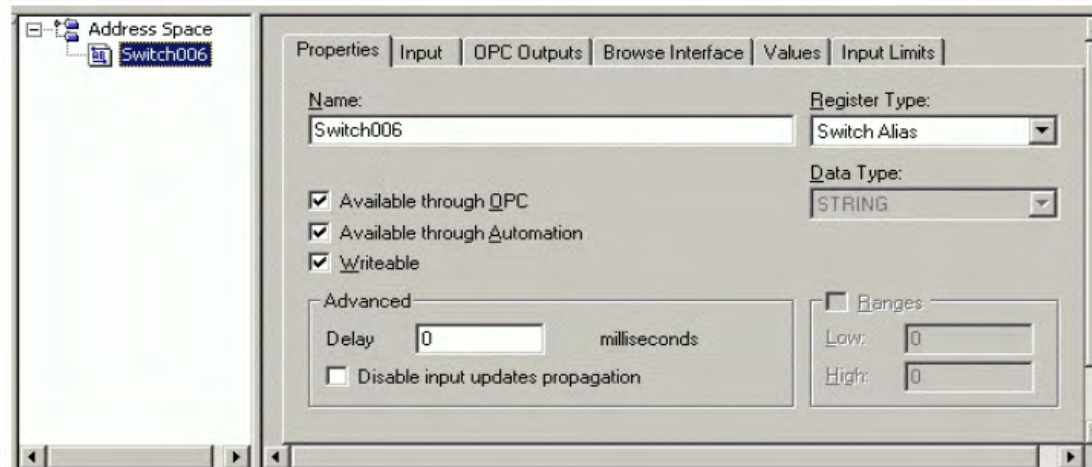 Address Space
Switch006
Properties
Input
OPC Outputs
Browse Interface
Values
Input Limits
Name:
Switch006
Register Type:
Switch Alias
Data Type:
STRING
Available through OPC
Available through Automation
Writeable
Advanced
Delay 0 milliseconds
Disable input updates propagation
Ranges
Low: 0
High: 0